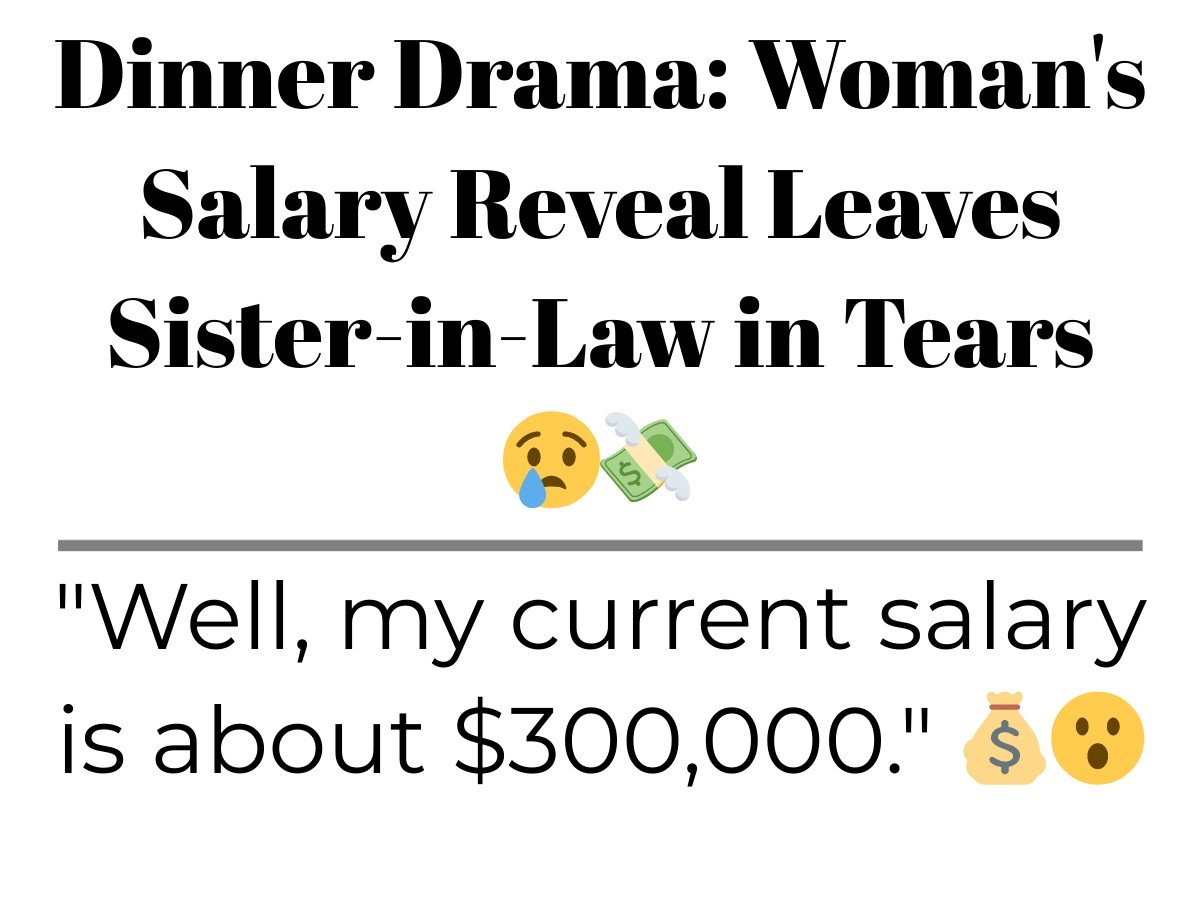 Dinner Drama: Woman's
Salary Reveal Leaves
Sister-in-Law in Tears
😢💸
"Well, my current salary
is about $300,000." 💰😮